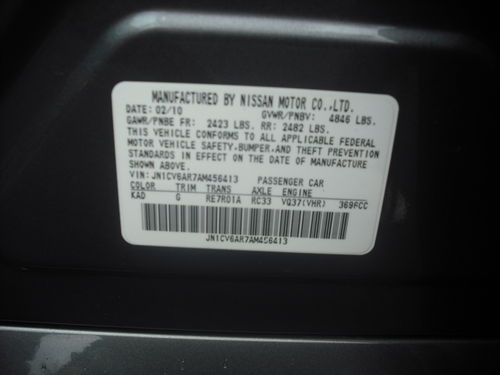 MANUFACTURED BY NISSAN MOTOR CO.,LTD.
DATE: 02/10 GVWR/PNBV: 4846 LBS.
GAWR/PNBE FR: 2423 LBS. RR: 2482 LBS.
THIS VEHICLE CONFORMS TO ALL APPLICABLE FEDERAL
MOTOR VEHICLE SAFETY,BUMPER,AND THEFT PREVENTION
STANDARDS IN EFFECT ON THE DATE OF MANUFACTURE
SHOWN ABOVE.
VIN: JN1CV6AR7AM456413 PASSENGER CAR
COLOR TRIM TRANS AXLE ENGINE
KAD G RE7R01A RC33 VQ37(VHR) 3696CC
JN1CV6AR7AM456413